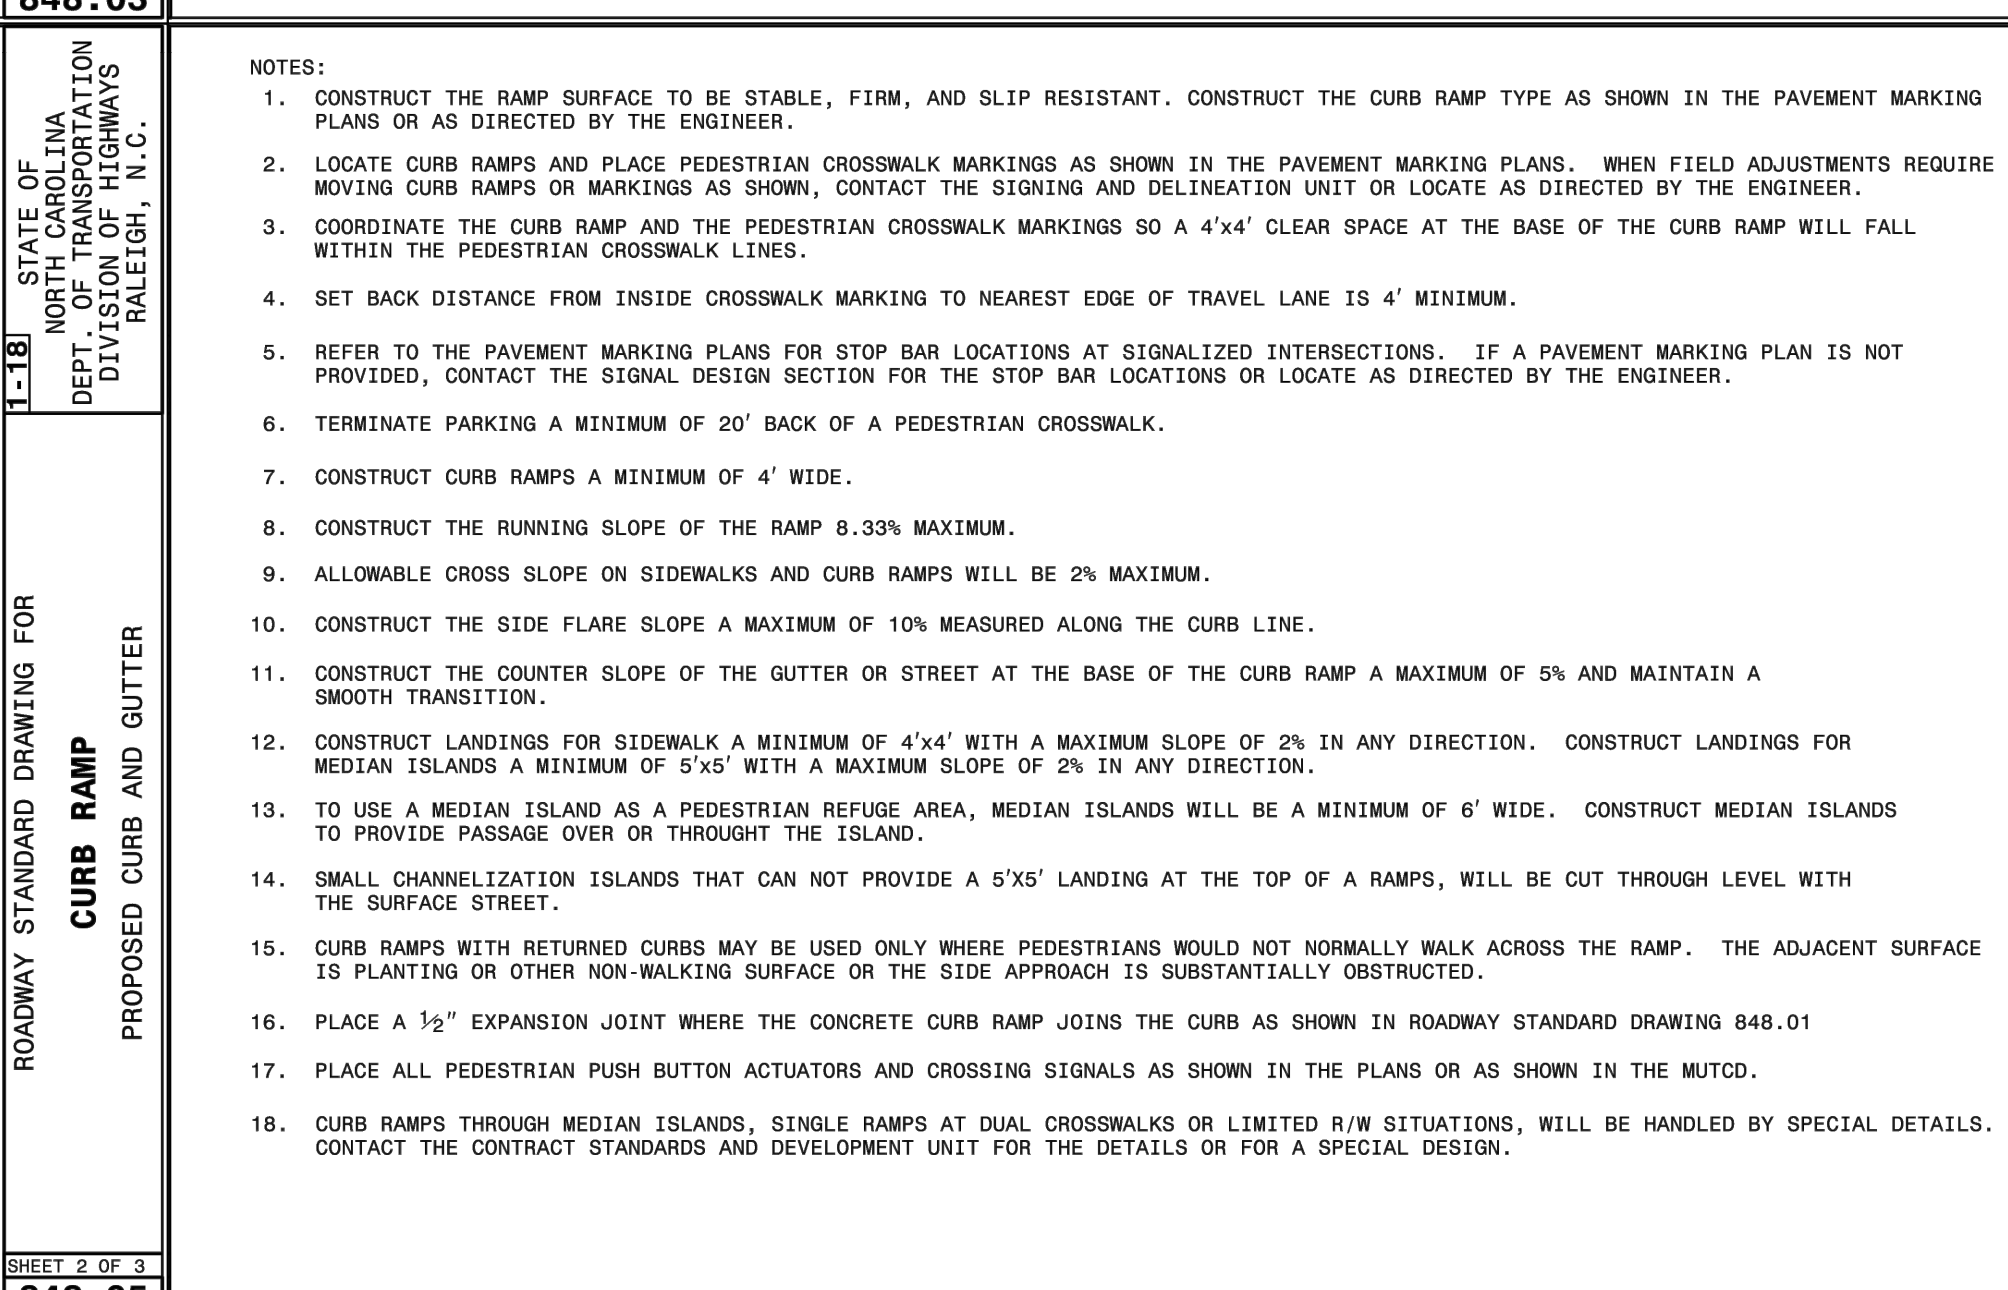 848.03
STATE OF
NORTH CAROLINA
DEPT. OF TRANSPORTATION
DIVISION OF HIGHWAYS
RALEIGH, N.C.
1-18
ROADWAY STANDARD DRAWING FOR
CURB RAMP
PROPOSED CURB AND GUTTER
SHEET 2 OF 3
NOTES:
1. CONSTRUCT THE RAMP SURFACE TO BE STABLE, FIRM, AND SLIP RESISTANT. CONSTRUCT THE CURB RAMP TYPE AS SHOWN IN THE PAVEMENT MARKING
PLANS OR AS DIRECTED BY THE ENGINEER.
2. LOCATE CURB RAMPS AND PLACE PEDESTRIAN CROSSWALK MARKINGS AS SHOWN IN THE PAVEMENT MARKING PLANS. WHEN FIELD ADJUSTMENTS REQUIRE
MOVING CURB RAMPS OR MARKINGS AS SHOWN, CONTACT THE SIGNING AND DELINEATION UNIT OR LOCATE AS DIRECTED BY THE ENGINEER.
3. COORDINATE THE CURB RAMP AND THE PEDESTRIAN CROSSWALK MARKINGS SO A 4'x4' CLEAR SPACE AT THE BASE OF THE CURB RAMP WILL FALL
WITHIN THE PEDESTRIAN CROSSWALK LINES.
4. SET BACK DISTANCE FROM INSIDE CROSSWALK MARKING TO NEAREST EDGE OF TRAVEL LANE IS 4' MINIMUM.
5. REFER TO THE PAVEMENT MARKING PLANS FOR STOP BAR LOCATIONS AT SIGNALIZED INTERSECTIONS. IF A PAVEMENT MARKING PLAN IS NOT
PROVIDED, CONTACT THE SIGNAL DESIGN SECTION FOR THE STOP BAR LOCATIONS OR LOCATE AS DIRECTED BY THE ENGINEER.
6. TERMINATE PARKING A MINIMUM OF 20' BACK OF A PEDESTRIAN CROSSWALK.
7. CONSTRUCT CURB RAMPS A MINIMUM OF 4' WIDE.
8. CONSTRUCT THE RUNNING SLOPE OF THE RAMP 8.33% MAXIMUM.
9. ALLOWABLE CROSS SLOPE ON SIDEWALKS AND CURB RAMPS WILL BE 2% MAXIMUM.
10. CONSTRUCT THE SIDE FLARE SLOPE A MAXIMUM OF 10% MEASURED ALONG THE CURB LINE.
11. CONSTRUCT THE COUNTER SLOPE OF THE GUTTER OR STREET AT THE BASE OF THE CURB RAMP A MAXIMUM OF 5% AND MAINTAIN A
SMOOTH TRANSITION.
12. CONSTRUCT LANDINGS FOR SIDEWALK A MINIMUM OF 4'x4' WITH A MAXIMUM SLOPE OF 2% IN ANY DIRECTION. CONSTRUCT LANDINGS FOR
MEDIAN ISLANDS A MINIMUM OF 5'x5' WITH A MAXIMUM SLOPE OF 2% IN ANY DIRECTION.
13. TO USE A MEDIAN ISLAND AS A PEDESTRIAN REFUGE AREA, MEDIAN ISLANDS WILL BE A MINIMUM OF 6' WIDE. CONSTRUCT MEDIAN ISLANDS
TO PROVIDE PASSAGE OVER OR THROUGHT THE ISLAND.
14. SMALL CHANNELIZATION ISLANDS THAT CAN NOT PROVIDE A 5'X5' LANDING AT THE TOP OF A RAMPS, WILL BE CUT THROUGH LEVEL WITH
THE SURFACE STREET.
15. CURB RAMPS WITH RETURNED CURBS MAY BE USED ONLY WHERE PEDESTRIANS WOULD NOT NORMALLY WALK ACROSS THE RAMP. THE ADJACENT SURFACE
IS PLANTING OR OTHER NON-WALKING SURFACE OR THE SIDE APPROACH IS SUBSTANTIALLY OBSTRUCTED.
16. PLACE A ½" EXPANSION JOINT WHERE THE CONCRETE CURB RAMP JOINS THE CURB AS SHOWN IN ROADWAY STANDARD DRAWING 848.01
17. PLACE ALL PEDESTRIAN PUSH BUTTON ACTUATORS AND CROSSING SIGNALS AS SHOWN IN THE PLANS OR AS SHOWN IN THE MUTCD.
18. CURB RAMPS THROUGH MEDIAN ISLANDS, SINGLE RAMPS AT DUAL CROSSWALKS OR LIMITED R/W SITUATIONS, WILL BE HANDLED BY SPECIAL DETAILS.
CONTACT THE CONTRACT STANDARDS AND DEVELOPMENT UNIT FOR THE DETAILS OR FOR A SPECIAL DESIGN.